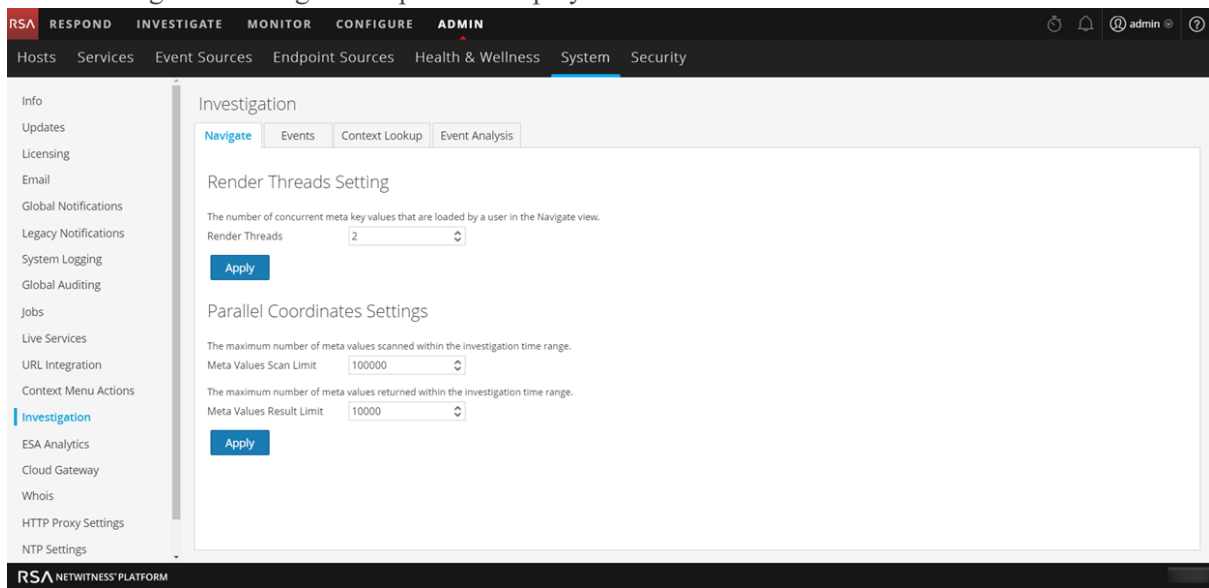 RSA RESPOND INVESTIGATE MONITOR CONFIGURE ADMIN admin
Hosts Services Event Sources Endpoint Sources Health & Wellness System Security
Info
Updates
Licensing
Email
Global Notifications
Legacy Notifications
System Logging
Global Auditing
Jobs
Live Services
URL Integration
Context Menu Actions
Investigation
ESA Analytics
Cloud Gateway
Whois
HTTP Proxy Settings
NTP Settings
Investigation
Navigate Events Context Lookup Event Analysis
Render Threads Setting
The number of concurrent meta key values that are loaded by a user in the Navigate view.
Render Threads 2
Apply
Parallel Coordinates Settings
The maximum number of meta values scanned within the investigation time range.
Meta Values Scan Limit 100000
The maximum number of meta values returned within the investigation time range.
Meta Values Result Limit 10000
Apply
RSA NETWITNESS® PLATFORM